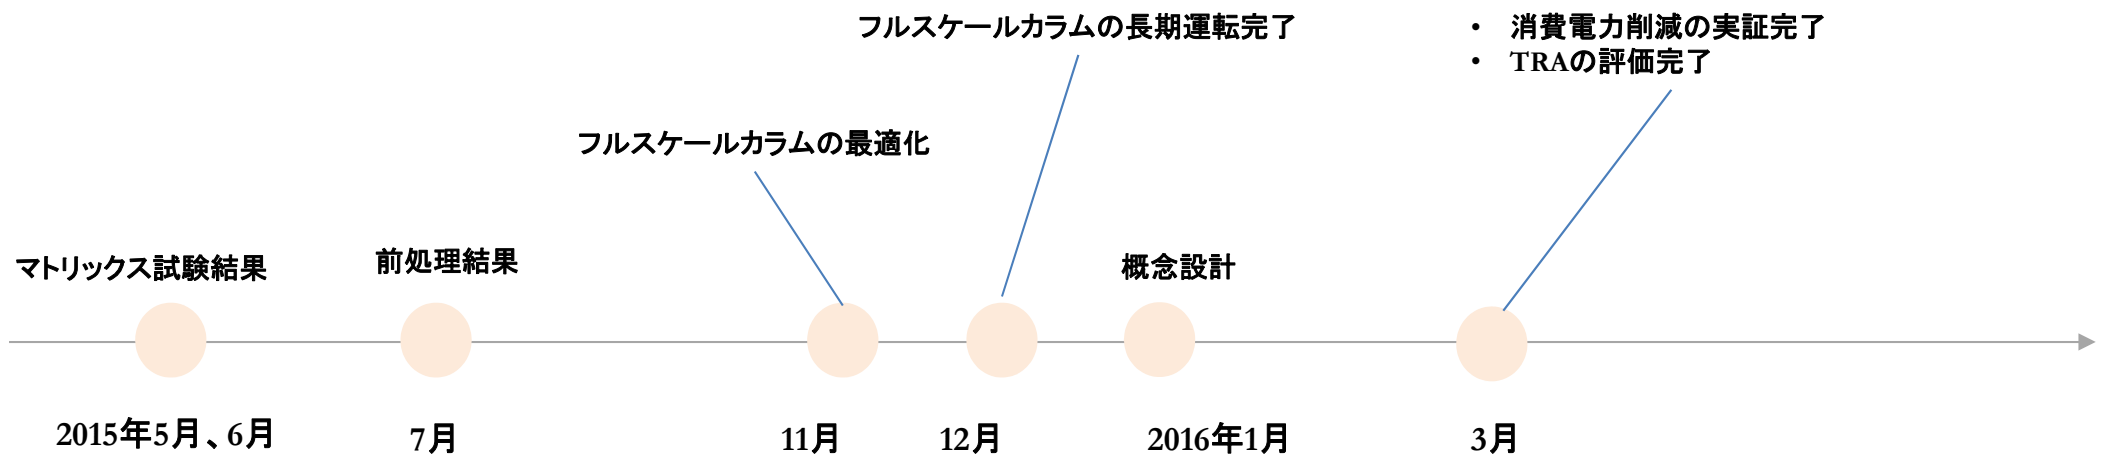 フルスケールカラムの長期運転完了
• 消費電力削減の実証完了
• TRAの評価完了
フルスケールカラムの最適化
マトリックス試験結果
前処理結果
概念設計
2015年5月、6月
7月
11月
12月
2016年1月
3月